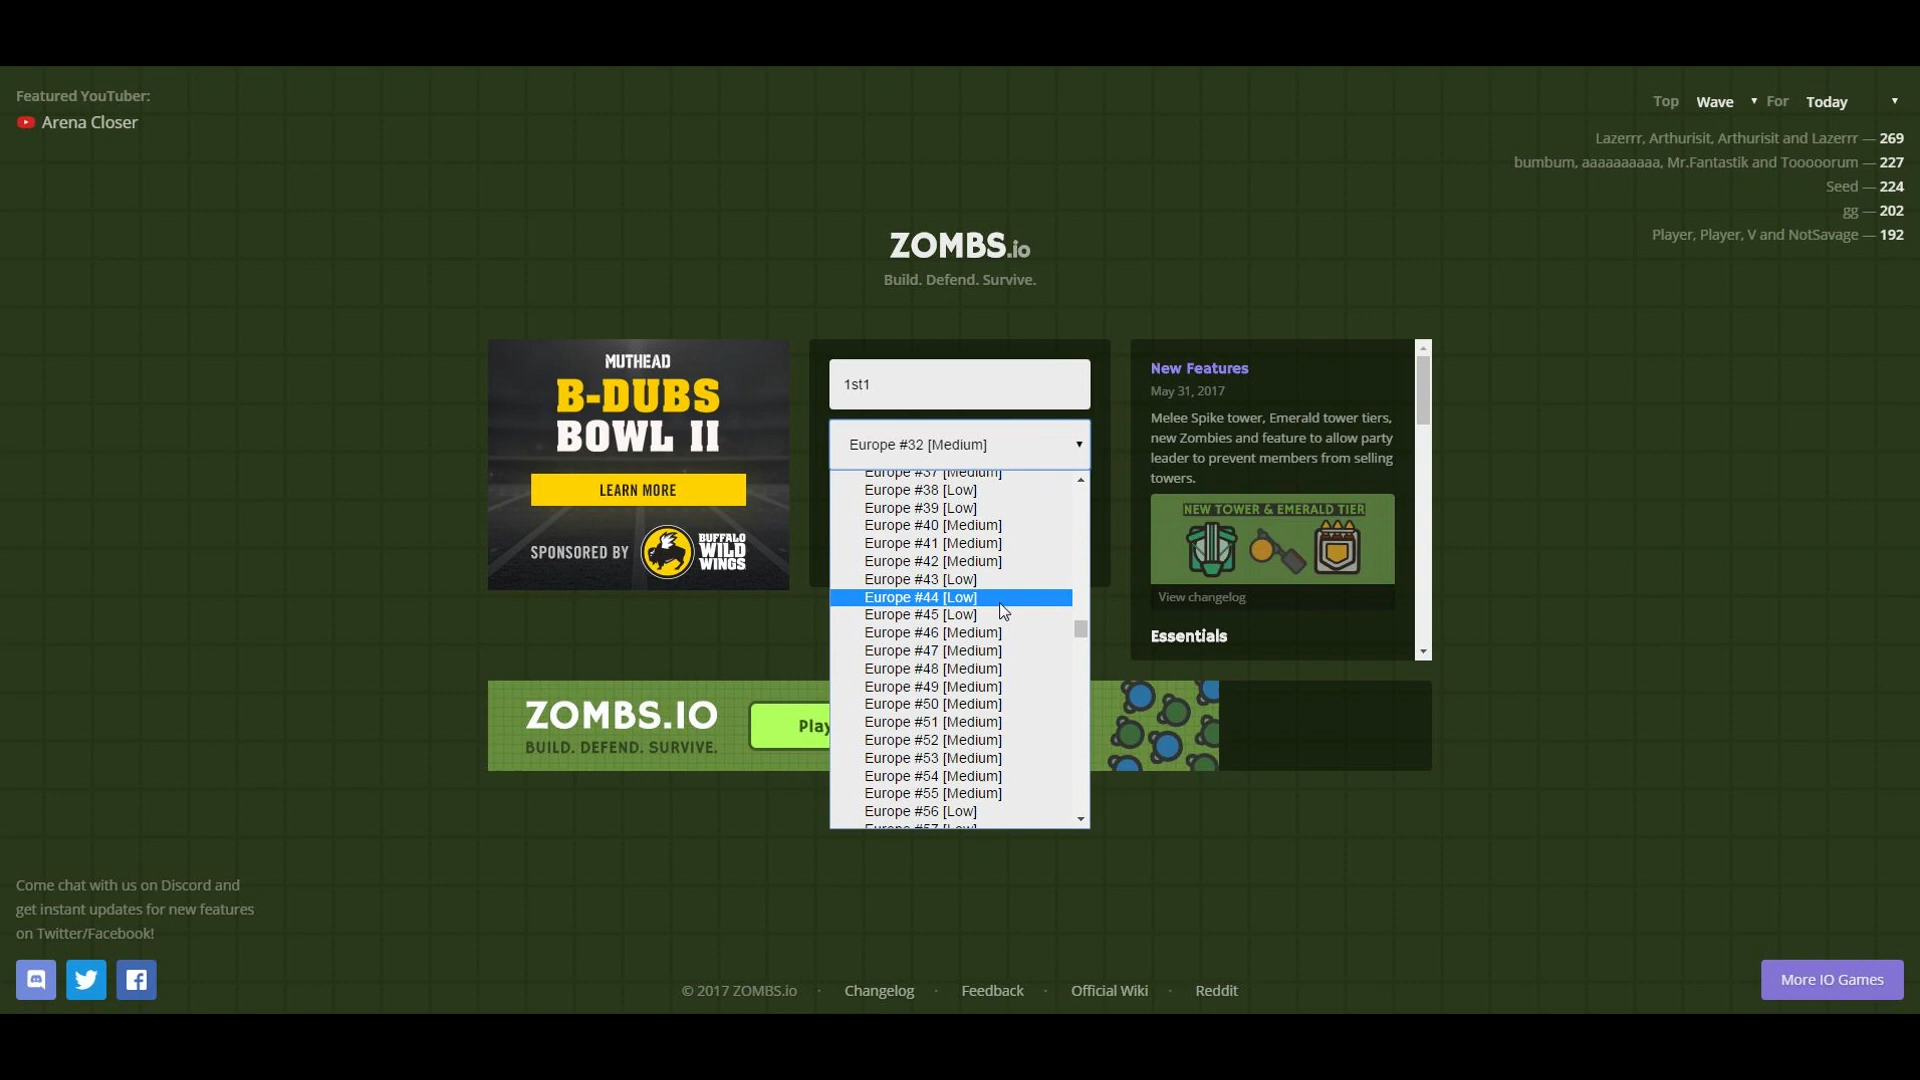 Featured YouTuber:
Arena Closer
Top Wave ▼ For Today ▼
Lazerrr, Arthurisit, Arthurisit and Lazerrr — 269
bumbum, aaaaaaaaaa, Mr.Fantastik and Tooooorum — 227
Seed — 224
gg — 202
Player, Player, V and NotSavage — 192
ZOMBS.io
Build. Defend. Survive.
MUTHEAD
B-DUBS
BOWL II
LEARN MORE
SPONSORED BY
BUFFALO
WILD
WINGS
1st1
Europe #32 [Medium]
Europe #37 [Medium]
Europe #38 [Low]
Europe #39 [Low]
Europe #40 [Medium]
Europe #41 [Medium]
Europe #42 [Medium]
Europe #43 [Low]
Europe #44 [Low]
Europe #45 [Low]
Europe #46 [Medium]
Europe #47 [Medium]
Europe #48 [Medium]
Europe #49 [Medium]
Europe #50 [Medium]
Europe #51 [Medium]
Europe #52 [Medium]
Europe #53 [Medium]
Europe #54 [Medium]
Europe #55 [Medium]
Europe #56 [Low]
Europe #57 [Low]
New Features
May 31, 2017
Melee Spike tower, Emerald tower tiers,
new Zombies and feature to allow party
leader to prevent members from selling
towers.
NEW TOWER & EMERALD TIER
View changelog
Essentials
ZOMBS.IO
BUILD. DEFEND. SURVIVE.
Play
Come chat with us on Discord and
get instant updates for new features
on Twitter/Facebook!
© 2017 ZOMBS.io · Changelog · Feedback · Official Wiki · Reddit
More IO Games